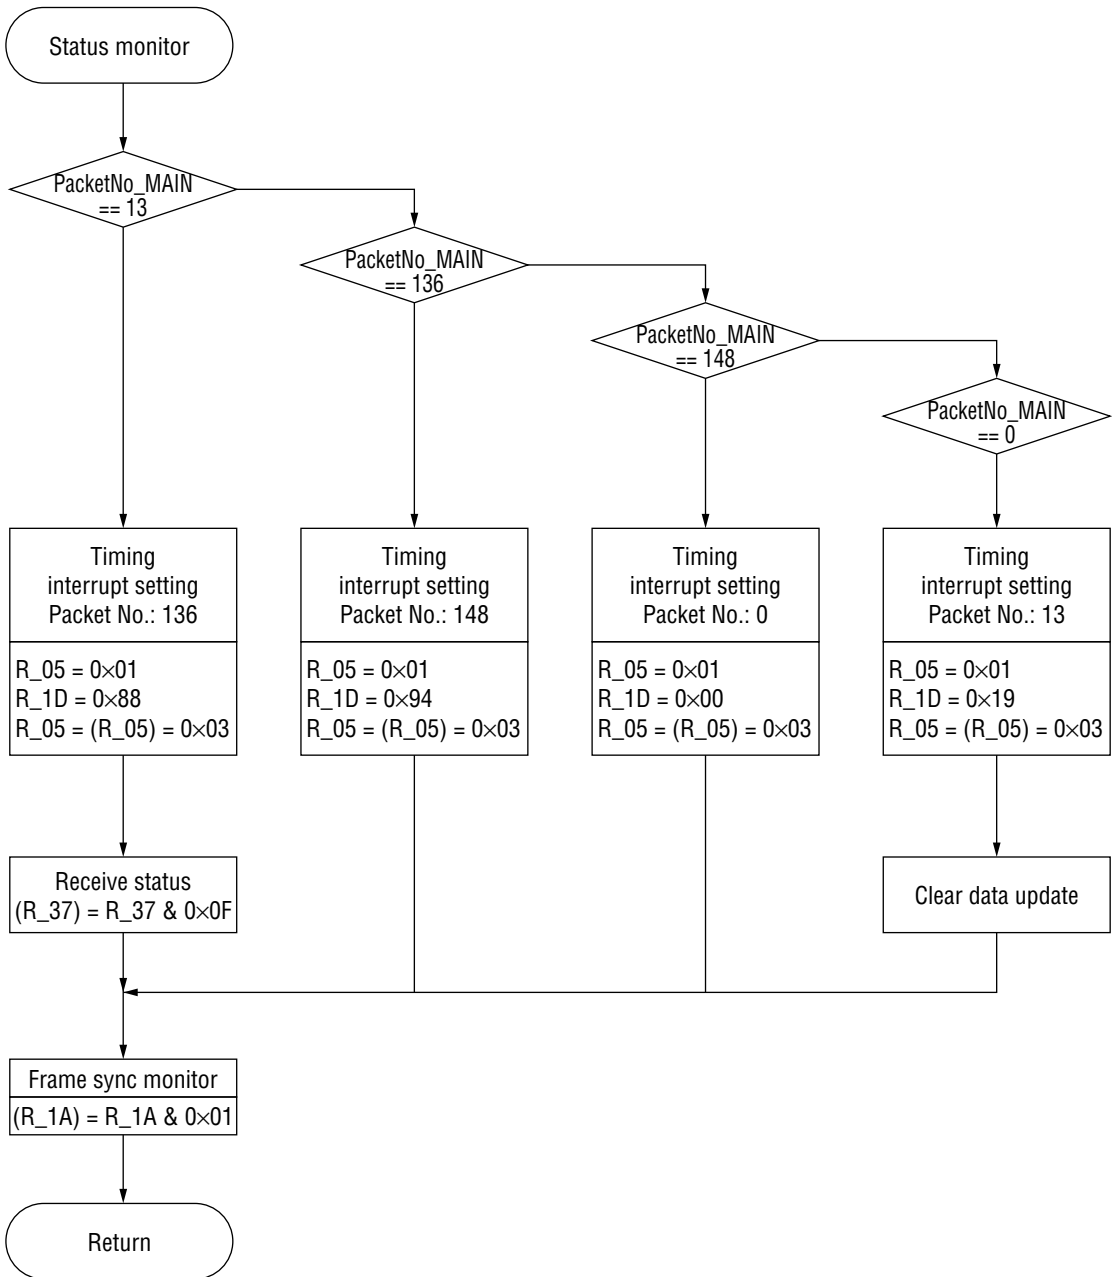 Status monitor
PacketNo_MAIN
== 13
PacketNo_MAIN
== 136
PacketNo_MAIN
== 148
PacketNo_MAIN
== 0
Timing
interrupt setting
Packet No.: 136
R_05 = 0×01
R_1D = 0×88
R_05 = (R_05) = 0×03
Timing
interrupt setting
Packet No.: 148
R_05 = 0×01
R_1D = 0×94
R_05 = (R_05) = 0×03
Timing
interrupt setting
Packet No.: 0
R_05 = 0×01
R_1D = 0×00
R_05 = (R_05) = 0×03
Timing
interrupt setting
Packet No.: 13
R_05 = 0×01
R_1D = 0×19
R_05 = (R_05) = 0×03
Receive status
(R_37) = R_37 & 0×0F
Clear data update
Frame sync monitor
(R_1A) = R_1A & 0×01
Return